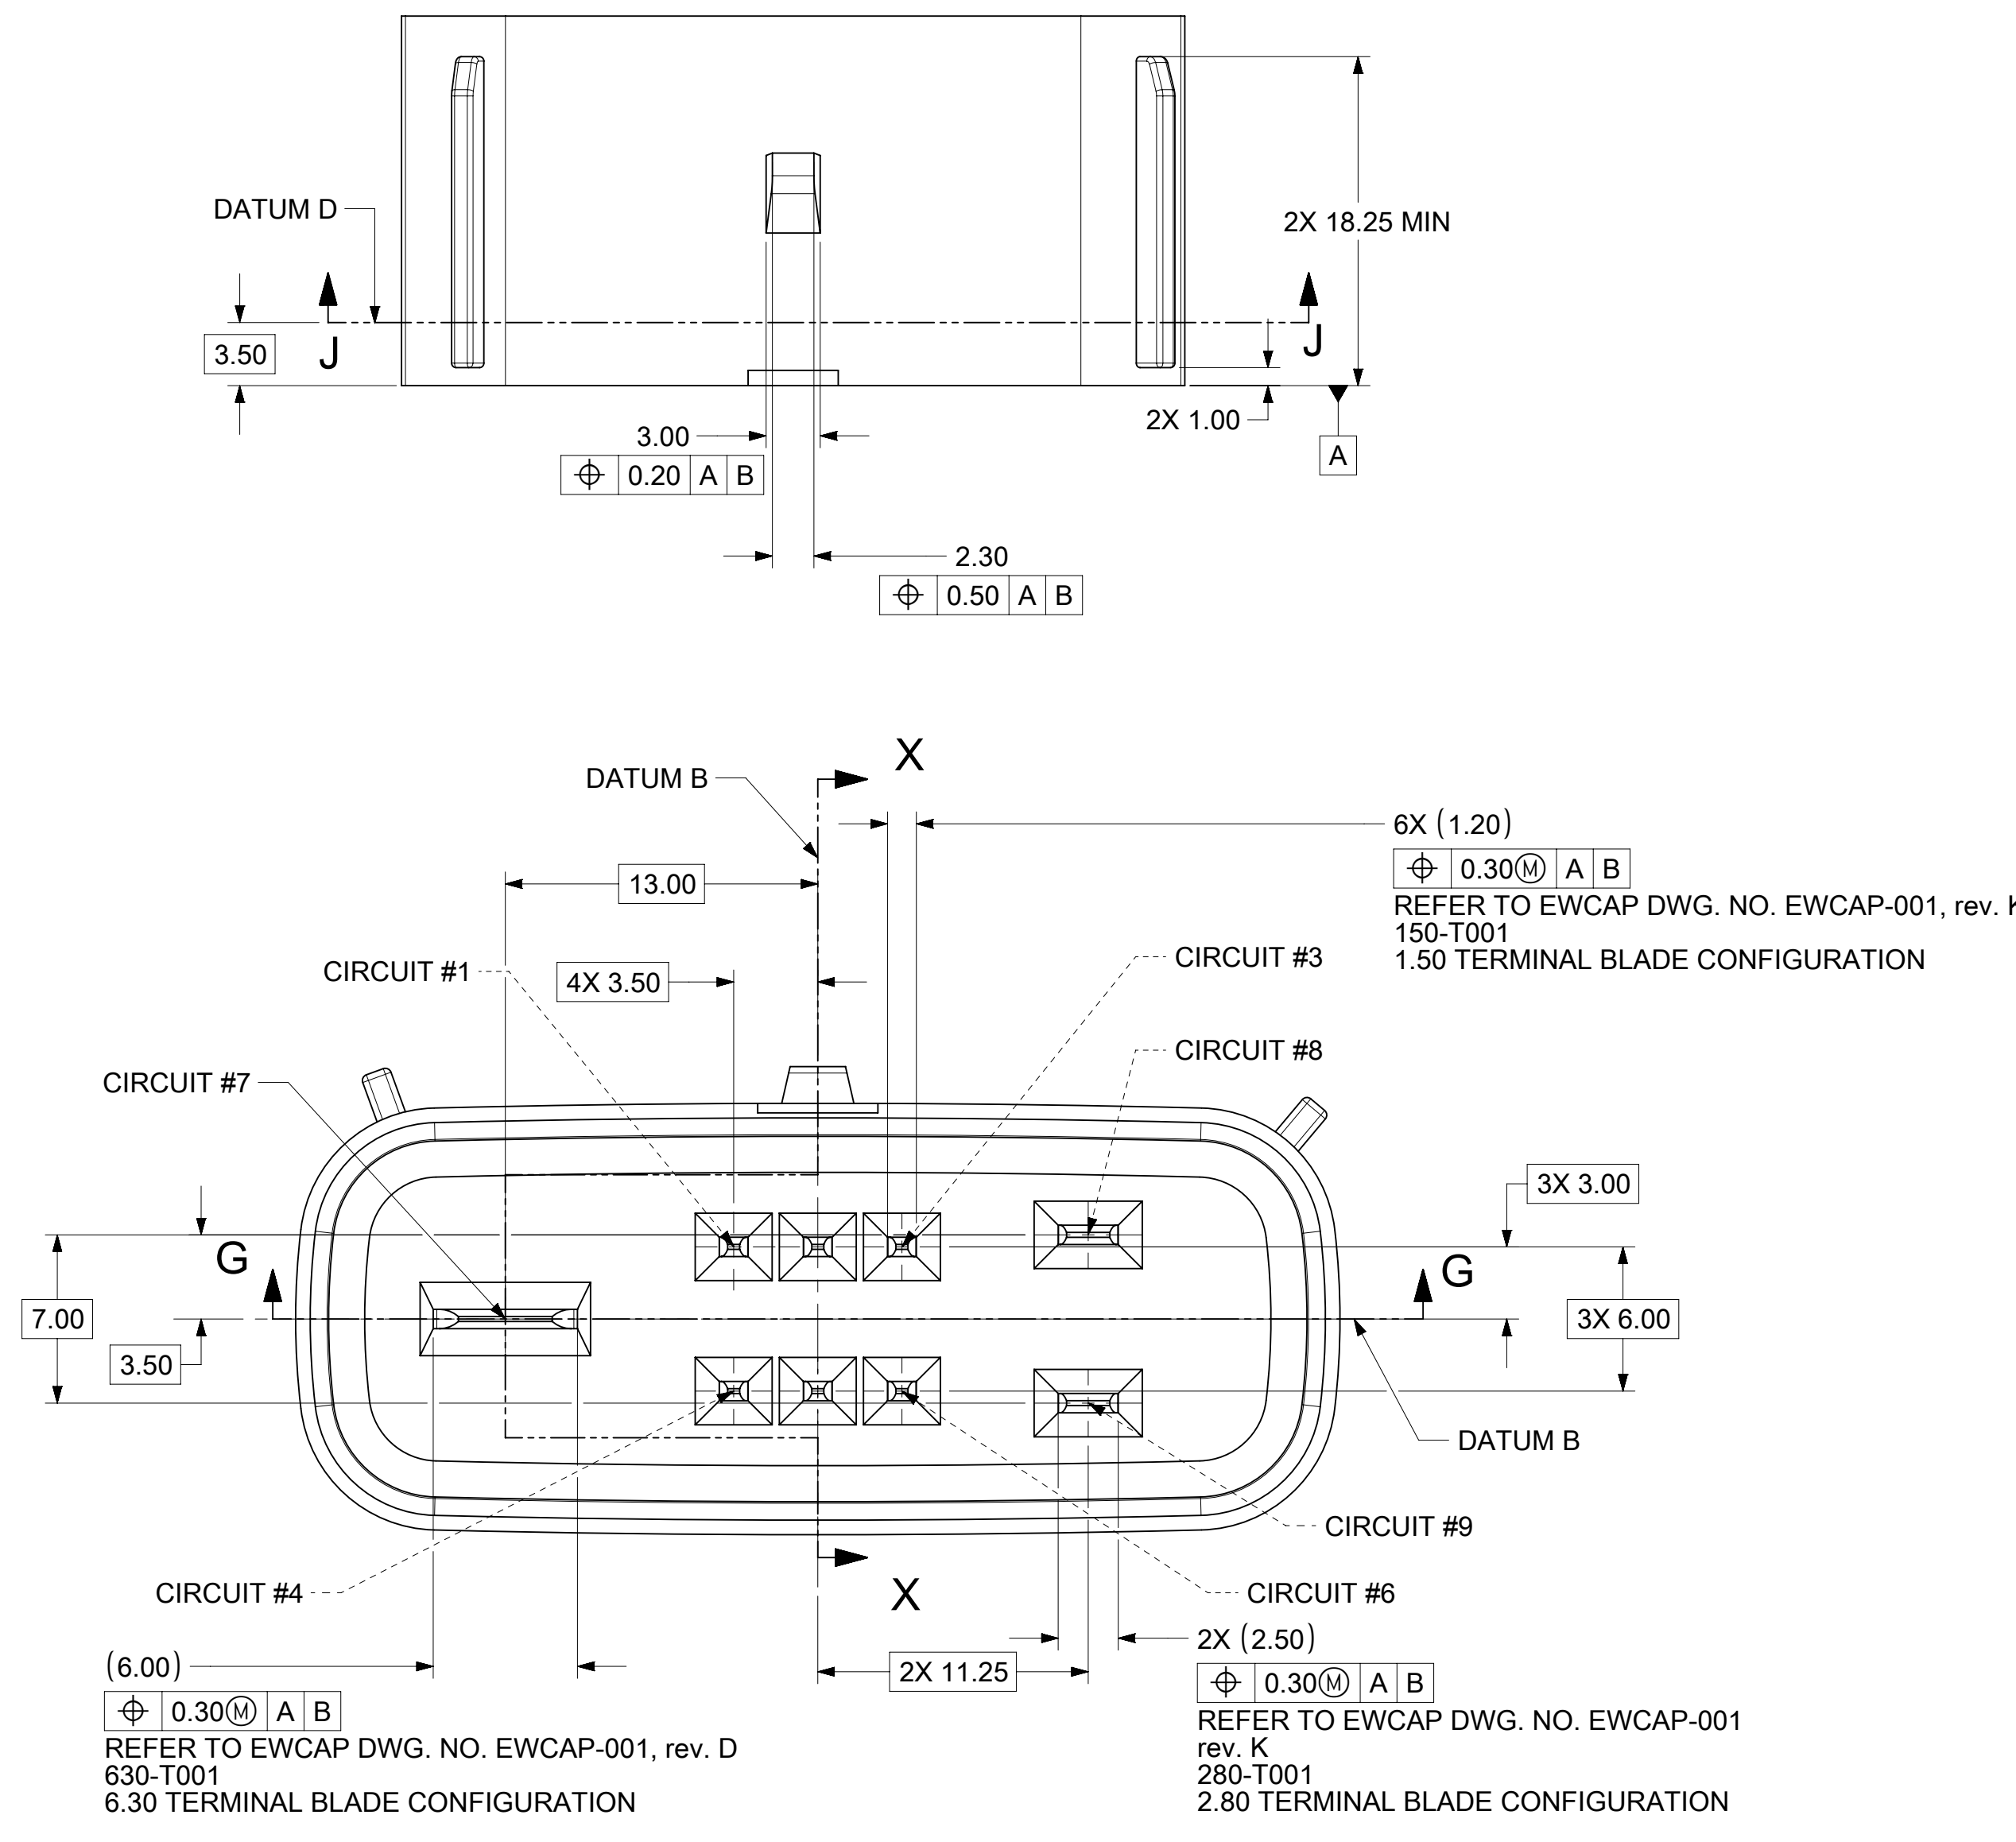 DATUM D
2X 18.25 MIN
3.50
J
J
2X 1.00
A
3.00
⌖ 0.20 A B
2.30
⌖ 0.50 A B
X
DATUM B
6X (1.20)
⌖ 0.30Ⓜ A B
REFER TO EWCAP DWG. NO. EWCAP-001, rev. K
150-T001
1.50 TERMINAL BLADE CONFIGURATION
13.00
CIRCUIT #3
CIRCUIT #1
4X 3.50
CIRCUIT #8
CIRCUIT #7
3X 3.00
G
G
7.00
3X 6.00
3.50
DATUM B
CIRCUIT #9
CIRCUIT #4
X
CIRCUIT #6
(6.00)
⌖ 0.30Ⓜ A B
REFER TO EWCAP DWG. NO. EWCAP-001, rev. D
630-T001
6.30 TERMINAL BLADE CONFIGURATION
2X 11.25
2X (2.50)
⌖ 0.30Ⓜ A B
REFER TO EWCAP DWG. NO. EWCAP-001
rev. K
280-T001
2.80 TERMINAL BLADE CONFIGURATION